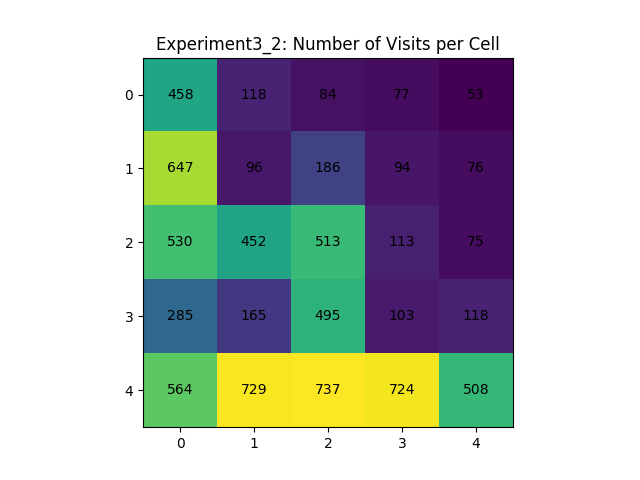 Experiment3_2: Number of Visits per Cell
0 458 118 84 77 53
1 647 96 186 94 76
2 530 452 513 113 75
3 285 165 495 103 118
4 564 729 737 724 508
0 1 2 3 4